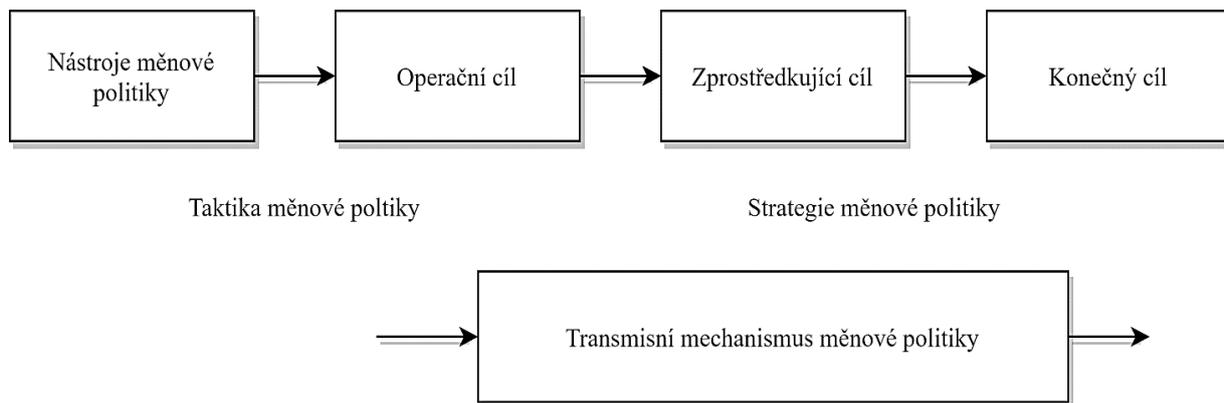 Nástroje měnové
politiky
Operační cíl
Zprostředkující cíl
Konečný cíl
Taktika měnové poltiky
Strategie měnové politiky
Transmisní mechanismus měnové politiky